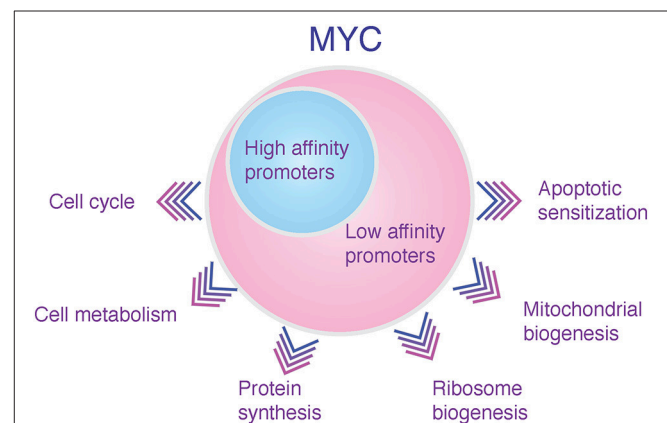 MYC
High affinity
promoters
Low affinity
promoters
Cell cycle
Apoptotic
sensitization
Cell metabolism
Mitochondrial
biogenesis
Protein
synthesis
Ribosome
biogenesis